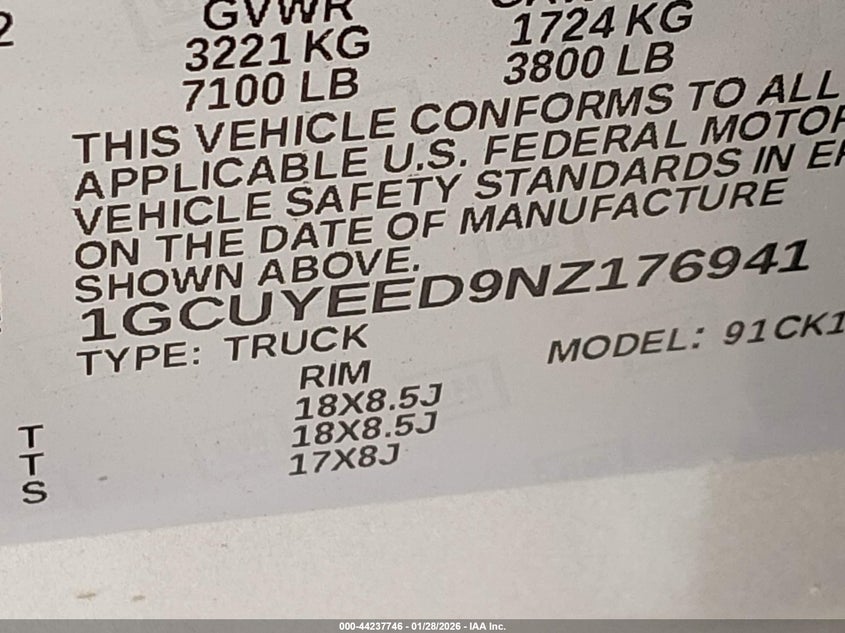 2
GVWR
3221 KG
1724 KG
7100 LB
3800 LB
THIS VEHICLE CONFORMS TO ALL
APPLICABLE U.S. FEDERAL MOTOR
VEHICLE SAFETY STANDARDS IN
ON THE DATE OF MANUFACTURE
SHOWN ABOVE.
1GCUYEED9NZ176941
TYPE: TRUCK
MODEL: 91CK1
RIM
18X8.5J
T 18X8.5J
T 17X8J
S
000-44237746 - 01/28/2026 - IAA Inc.